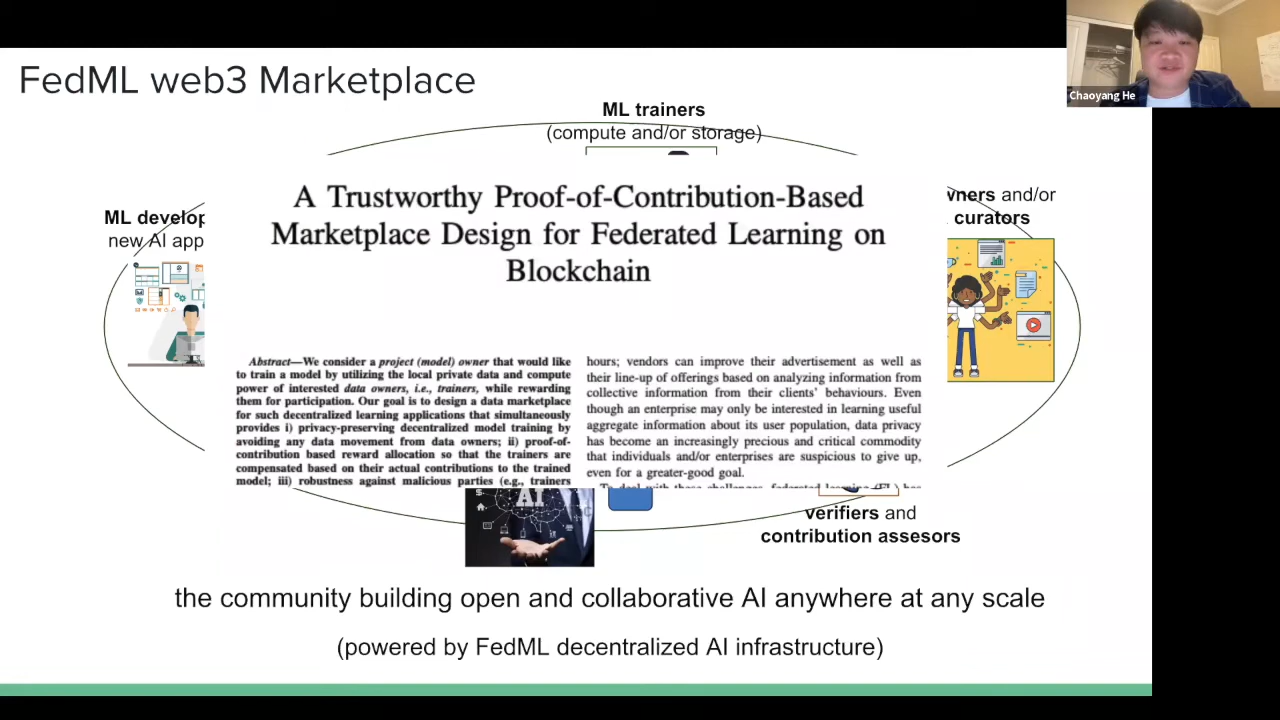 FedML web3 Marketplace
Chaoyang He
ML trainers
(compute and/or storage)
ML develop
new AI app
wners and/or
curators
A Trustworthy Proof-of-Contribution-Based
Marketplace Design for Federated Learning on
Blockchain
Abstract—We consider a project (model) owner that would like
to train a model by utilizing the local private data and compute
power of interested data owners, i.e., trainers, while rewarding
them for participation. Our goal is to design a data marketplace
for such decentralized learning applications that simultaneously
provides i) privacy-preserving decentralized model training by
avoiding any data movement from data owners; ii) proof-of-
contribution based reward allocation so that the trainers are
compensated based on their actual contributions to the trained
model; iii) robustness against malicious parties (e.g., trainers
hours; vendors can improve their advertisement as well as
their line-up of offerings based on analyzing information from
collective information from their clients' behaviours. Even
though an enterprise may only be interested in learning useful
aggregate information about its user population, data privacy
has become an increasingly precious and critical commodity
that individuals and/or enterprises are suspicious to give up,
even for a greater-good goal.
To deal with these challenges, federated learning (FL) has
AI
verifiers and
contribution assesors
the community building open and collaborative AI anywhere at any scale
(powered by FedML decentralized AI infrastructure)